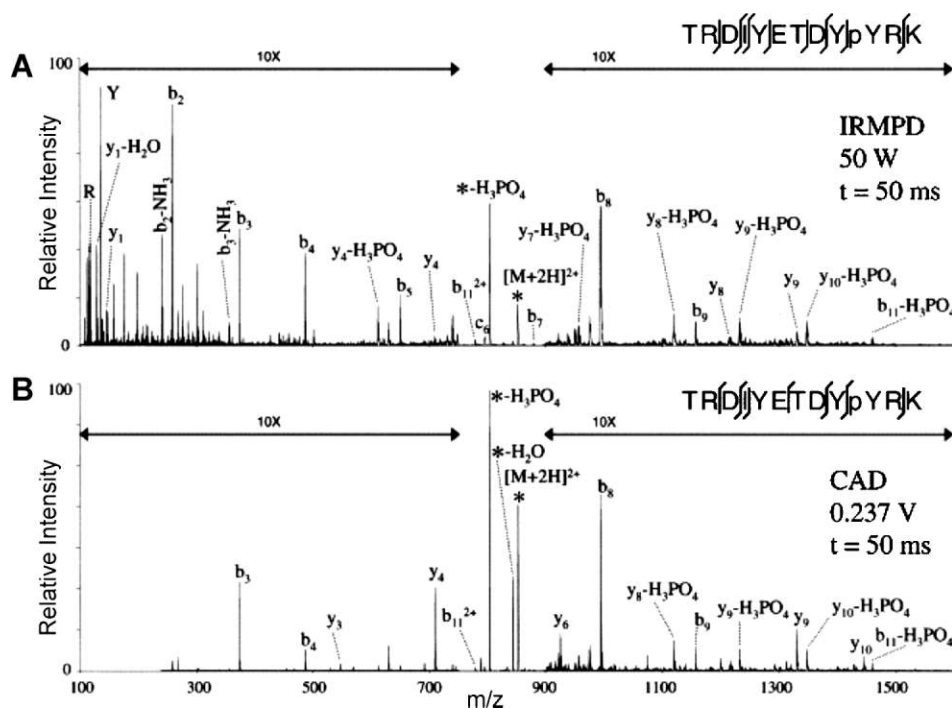 TRDIYETDYpYRK
A
100
10X
10X
Y
b₂
y₁-H₂O
R
y₁
b₂-NH₃
b₃-NH₃
b₃
b₄
y₄-H₃PO₄
b₅
y₄
b₁₁²⁺
c₆
*-H₃PO₄
[M+2H]²⁺
*
b₇
y₇-H₃PO₄
b₈
y₈-H₃PO₄
b₉
y₈
y₉-H₃PO₄
y₉
y₁₀-H₃PO₄
b₁₁-H₃PO₄
IRMPD
50 W
t = 50 ms
Relative Intensity
0
B
TRDIYETDYpYRK
100
10X
10X
*-H₃PO₄
*-H₂O
[M+2H]²⁺
*
b₈
CAD
0.237 V
t = 50 ms
b₃
b₄
y₃
y₄
b₁₁²⁺
y₆
y₈-H₃PO₄
b₉
y₉-H₃PO₄
y₉
y₁₀-H₃PO₄
y₁₀
b₁₁-H₃PO₄
Relative Intensity
0
100 300 500 700 900 1100 1300 1500
m/z